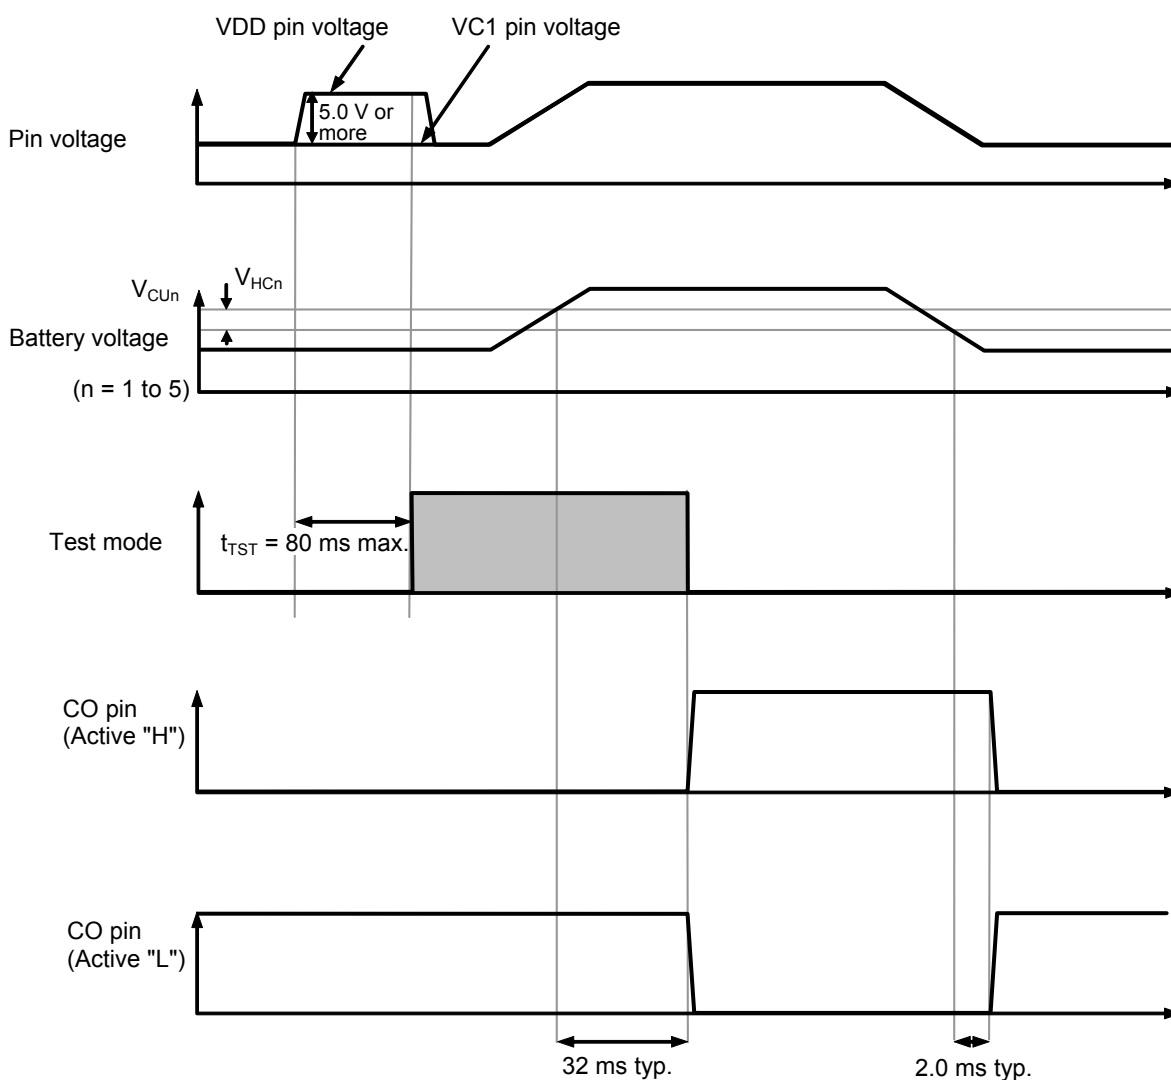 VDD pin voltage
VC1 pin voltage
5.0 V or
more
Pin voltage
VCUn
VHCn
Battery voltage
(n = 1 to 5)
Test mode
tTST = 80 ms max.
CO pin
(Active "H")
CO pin
(Active "L")
32 ms typ.
2.0 ms typ.